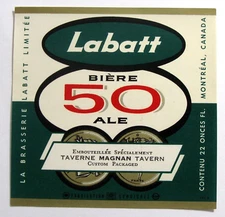 LA BRASSERIE LABATT LIMITÉE
Labatt
BIÈRE
50
ALE
EMBOUTEILLÉE SPÉCIALEMENT
TAVERNE MAGNAN TAVERN
CUSTOM PACKAGED
CONTENU 22 ONCES FL. MONTRÉAL, CANADA